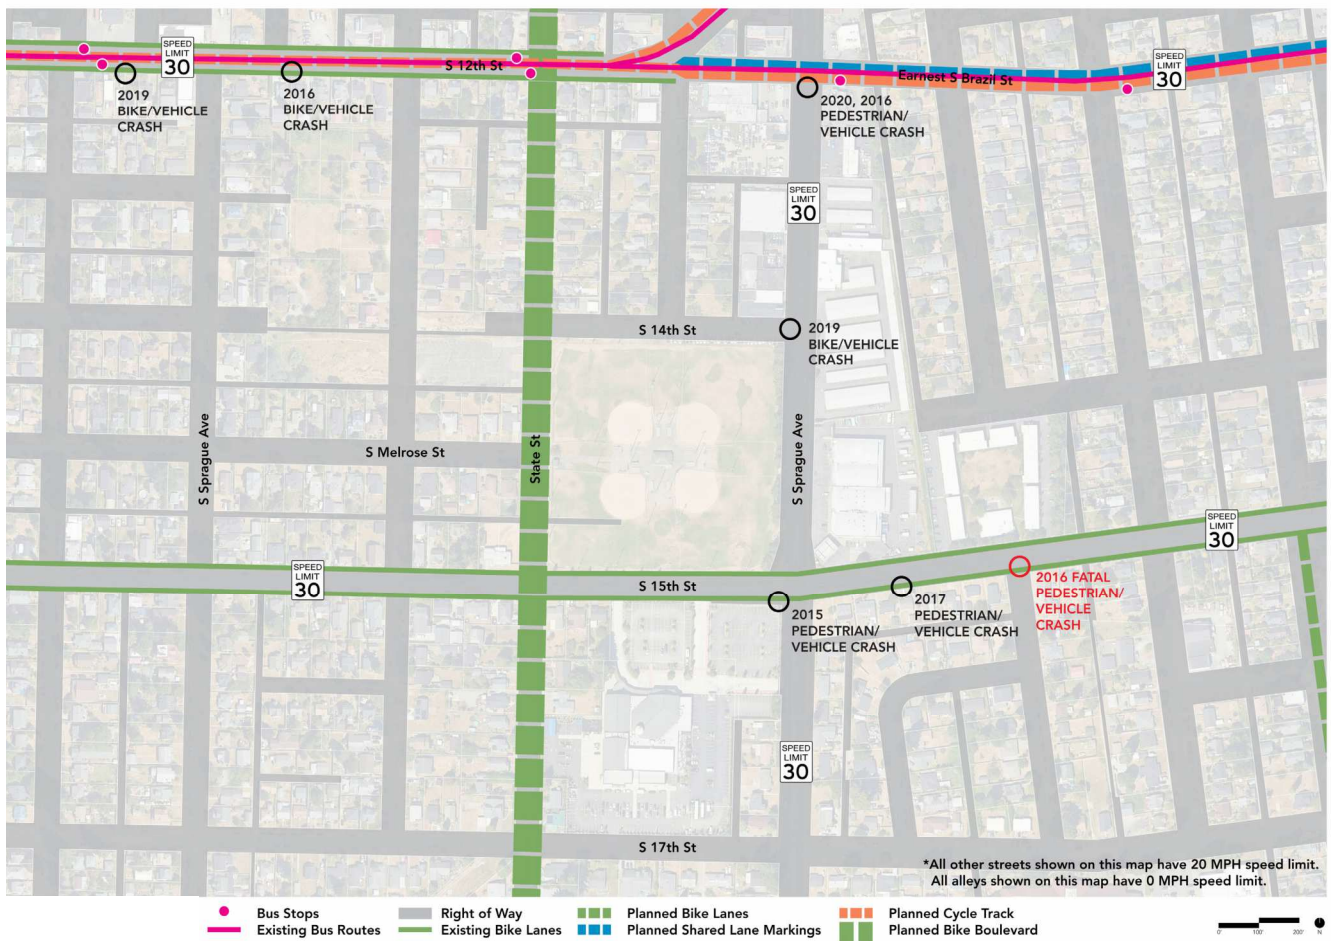 SPEED
LIMIT
30
S 12th St
Earnest S Brazil St
SPEED
LIMIT
30
2019
BIKE/VEHICLE
CRASH
2016
BIKE/VEHICLE
CRASH
2020, 2016
PEDESTRIAN/
VEHICLE CRASH
SPEED
LIMIT
30
S 14th St
2019
BIKE/VEHICLE
CRASH
S Sprague Ave
S Melrose St
State St
S Sprague Ave
SPEED
LIMIT
30
SPEED
LIMIT
30
S 15th St
2015
PEDESTRIAN/
VEHICLE CRASH
2017
PEDESTRIAN/
VEHICLE CRASH
2016 FATAL
PEDESTRIAN/
VEHICLE
CRASH
SPEED
LIMIT
30
S 17th St
*All other streets shown on this map have 20 MPH speed limit.
All alleys shown on this map have 0 MPH speed limit.
Bus Stops
Existing Bus Routes
Right of Way
Existing Bike Lanes
Planned Bike Lanes
Planned Shared Lane Markings
Planned Cycle Track
Planned Bike Boulevard
0' 100' 200' N